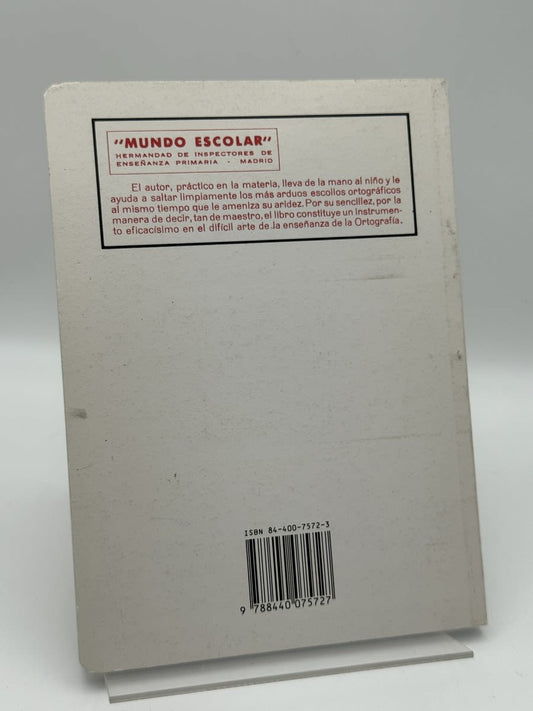 "MUNDO ESCOLAR"
HERMANDAD DE INSPECTORES DE
ENSEÑANZA PRIMARIA - MADRID
El autor, práctico en la materia, lleva de la mano al niño y le
ayuda a saltar limpiamente los más arduos escollos ortográficos
al mismo tiempo que le ameniza su aridez. Por su sencillez, por la
manera de decir, tan de maestro, el libro constituye un instrumen-
to eficacísimo en el difícil arte de la enseñanza de la Ortografía.
ISBN 84-400-7572-3
9 788440 075727